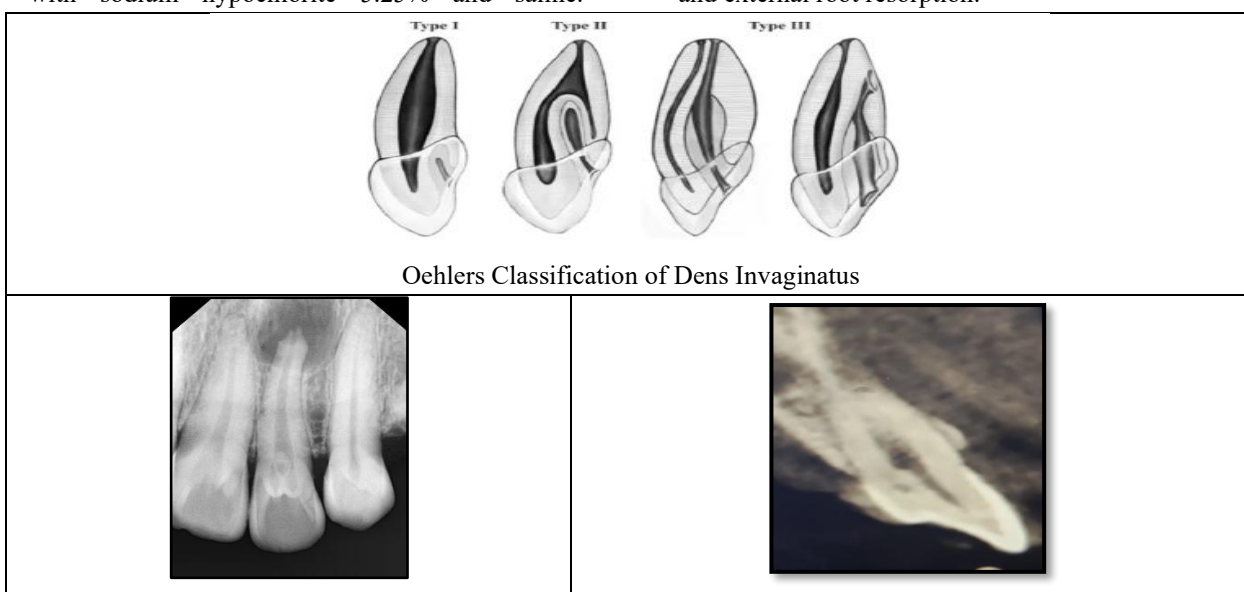 with sodium hypochlorite 5.25% and saline.
and external root resorption.
Type I Type II Type III
Oehlers Classification of Dens Invaginatus